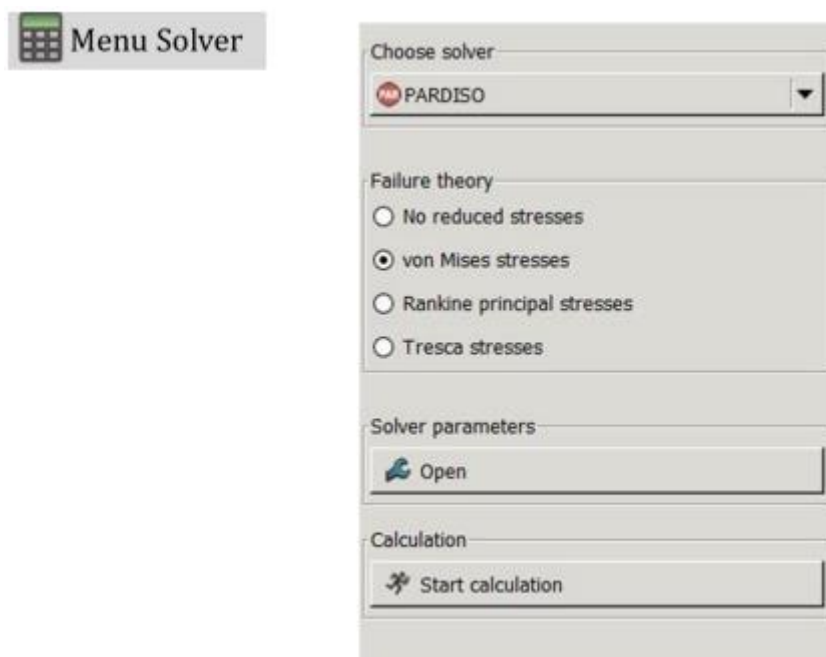 Menu Solver
Choose solver
PAR PARDISO
Failure theory
No reduced stresses
von Mises stresses
Rankine principal stresses
Tresca stresses
Solver parameters
Open
Calculation
Start calculation